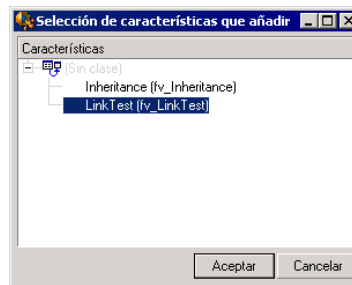 Selección de características que añadir
Características
(Sin clase)
Inheritance (fv_Inheritance)
LinkTest (fv_LinkTest)
Aceptar
Cancelar